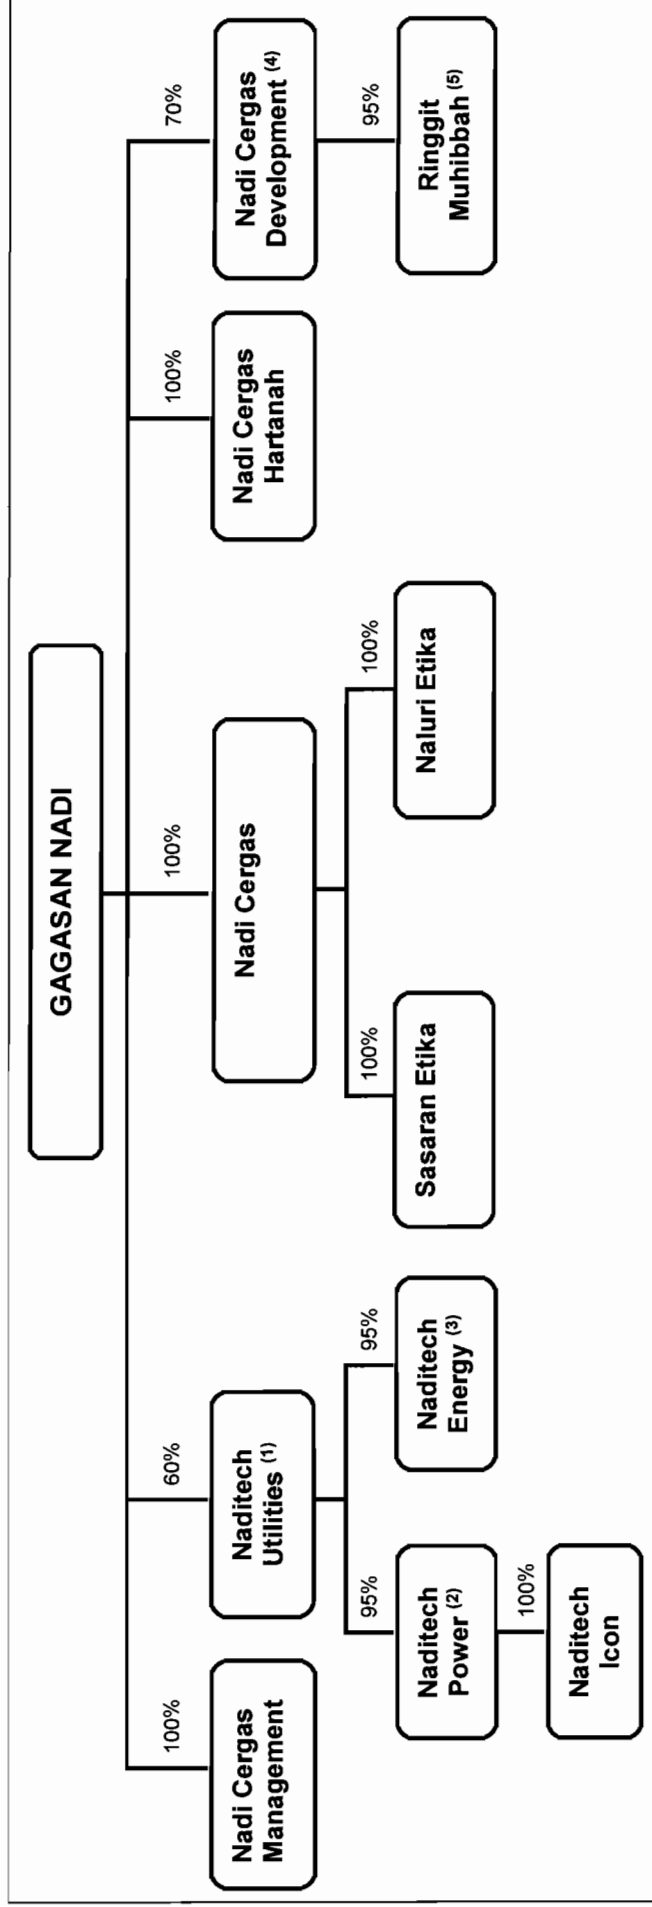 GAGASAN NADI
100%
60%
100%
100%
70%
Nadi Cergas
Management
Naditech
Utilities (1)
Nadi Cergas
Nadi Cergas
Hartanah
Nadi Cergas
Development (4)
95%
95%
100%
100%
95%
Naditech
Power (2)
Naditech
Energy (3)
Sasaran Etika
Naluri Etika
Ringgit
Muhibbah (5)
100%
Naditech
Icon